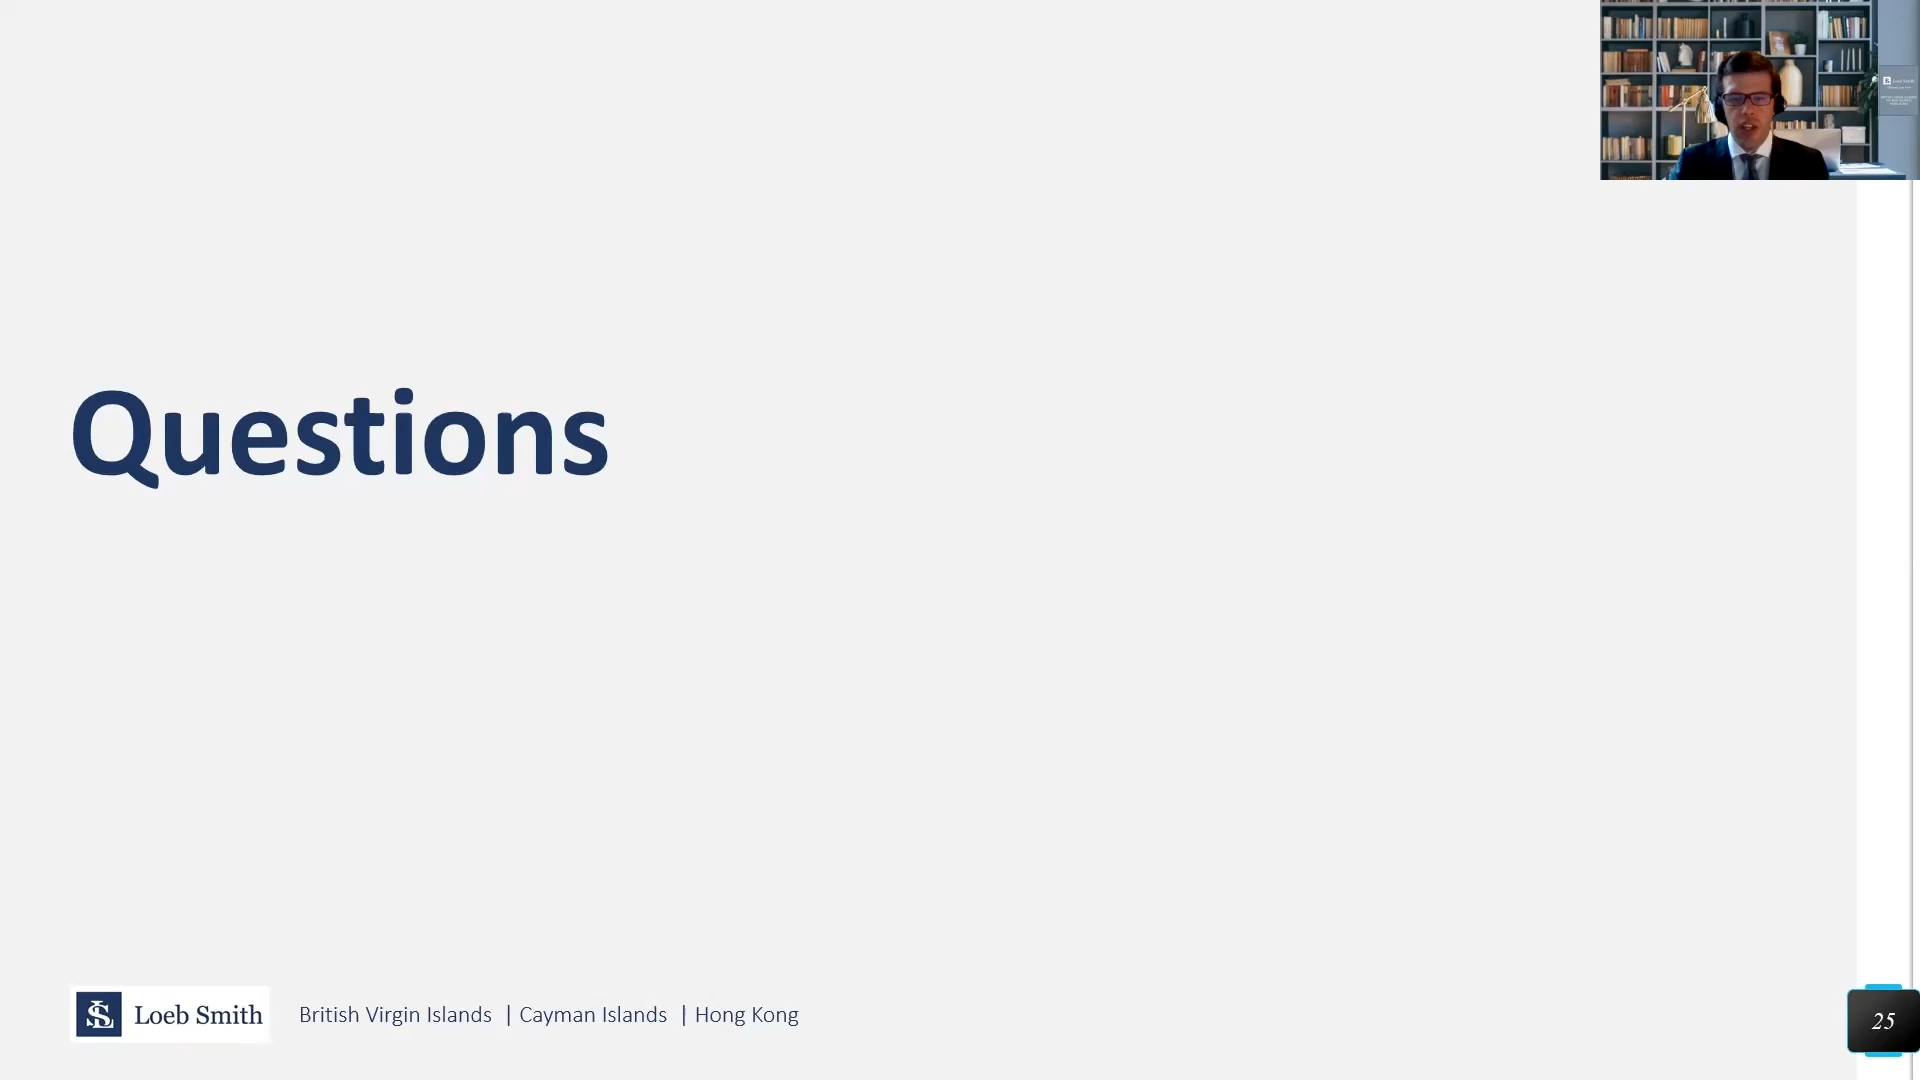 Questions
Loeb Smith
British Virgin Islands | Cayman Islands | Hong Kong
25